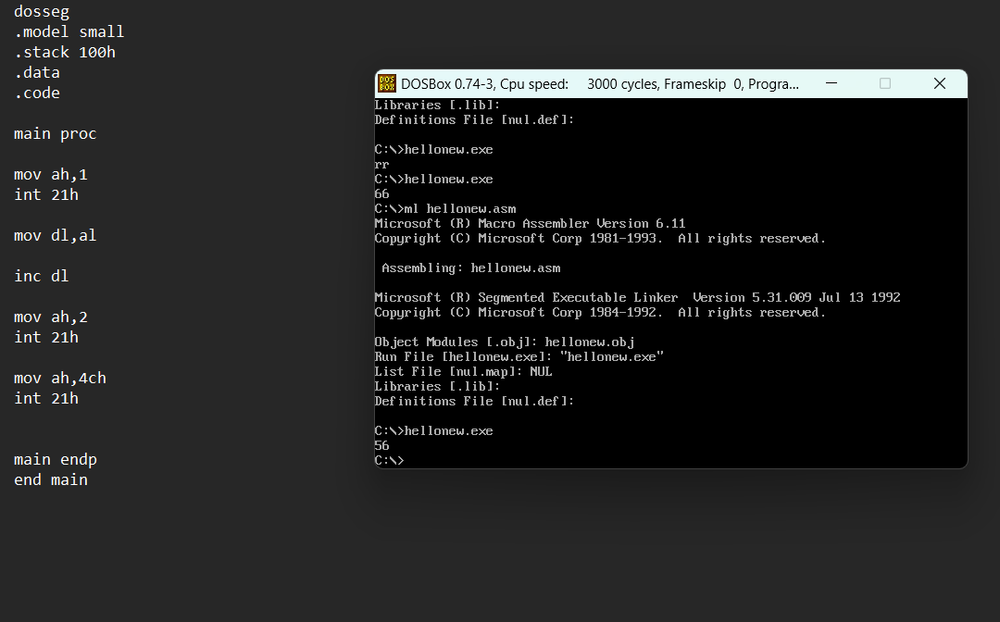 dosseg
.model small
.stack 100h
.data
.code
main proc
mov ah,1
int 21h
mov dl,al
inc dl
mov ah,2
int 21h
mov ah,4ch
int 21h
main endp
end main
DOSBox 0.74-3, Cpu speed: 3000 cycles, Frameskip 0, Progra...
Libraries [.lib]:
Definitions File [nul.def]:
C:\>hellonew.exe
rr
C:\>hellonew.exe
66
C:\>ml hellonew.asm
Microsoft (R) Macro Assembler Version 6.11
Copyright (C) Microsoft Corp 1981-1993. All rights reserved.
Assembling: hellonew.asm
Microsoft (R) Segmented Executable Linker Version 5.31.009 Jul 13 1992
Copyright (C) Microsoft Corp 1984-1992. All rights reserved.
Object Modules [.obj]: hellonew.obj
Run File [hellonew.exe]: "hellonew.exe"
List File [nul.map]: NUL
Libraries [.lib]:
Definitions File [nul.def]:
C:\>hellonew.exe
56
C:\>